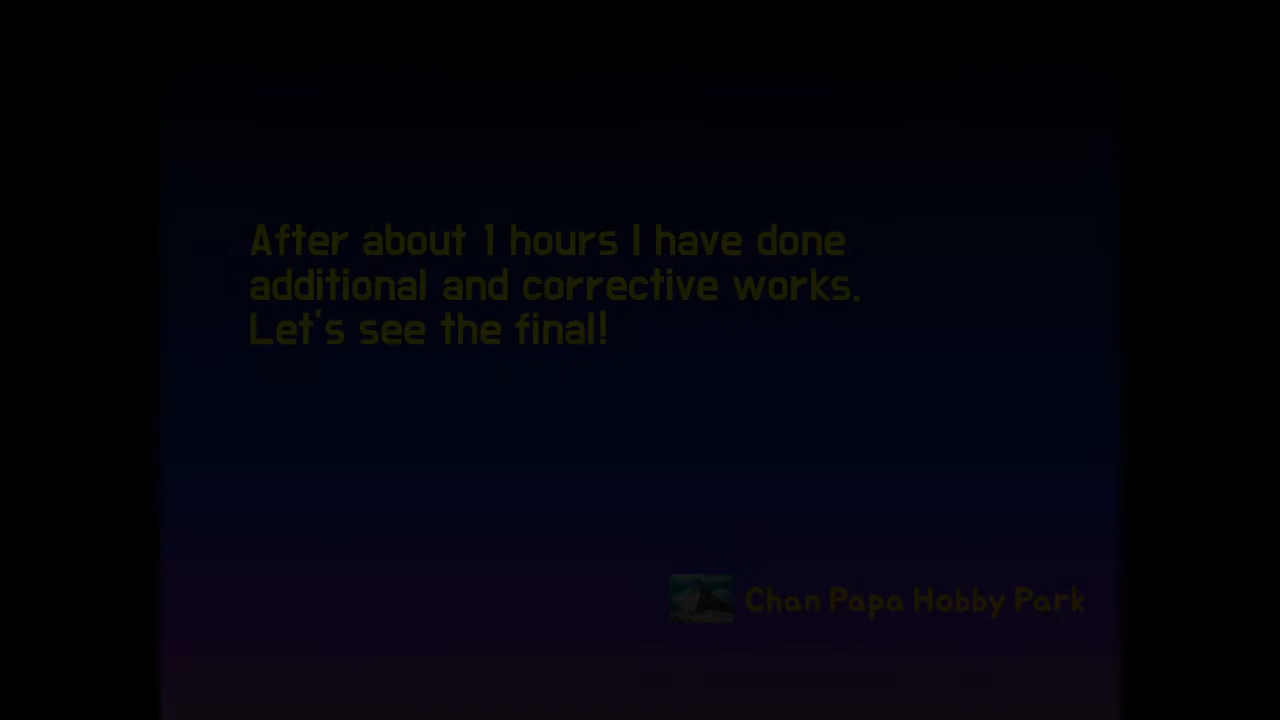 After about 1 hours I have done
additional and corrective works.
Let's see the final!
Chan Papa Hobby Park